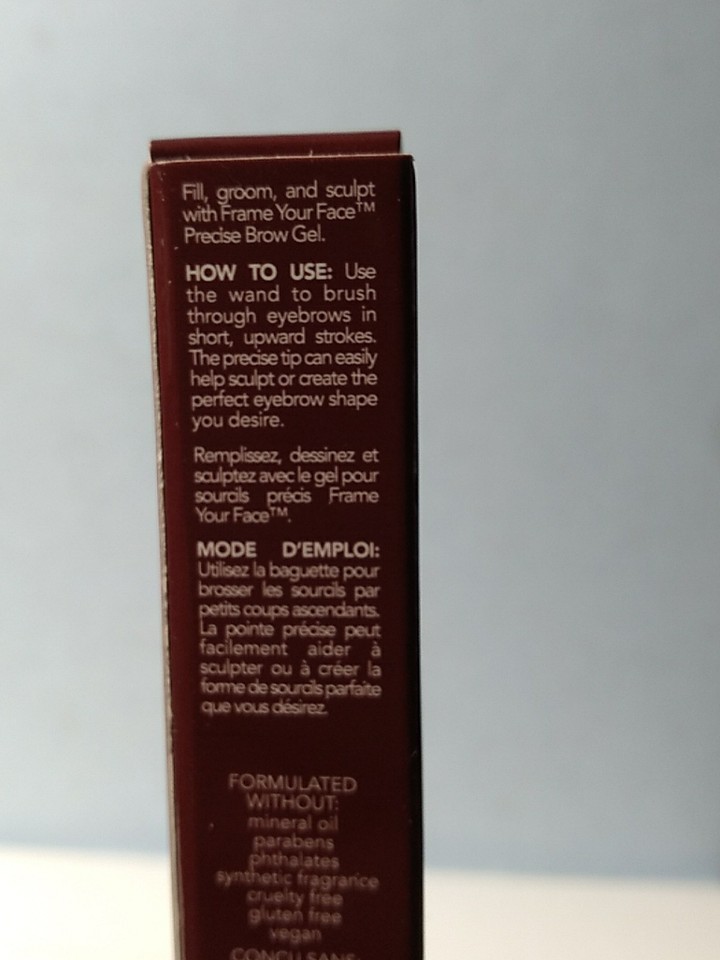 Fill, groom, and sculpt
with Frame Your Face™
Precise Brow Gel.
HOW TO USE: Use
the wand to brush
through eyebrows in
short, upward strokes.
The precise tip can easily
help sculpt or create the
perfect eyebrow shape
you desire.
Remplissez, dessinez et
sculptez avec le gel pour
sourcils précis Frame
Your Face™.
MODE D'EMPLOI:
Utilisez la baguette pour
brosser les sourcils par
petits coups ascendants.
La pointe précise peut
facilement aider à
sculpter ou à créer la
forme de sourcils parfaite
que vous désirez.
FORMULATED
WITHOUT:
mineral oil
parabens
phthalates
synthetic fragrance
cruelty free
gluten free
vegan
CONÇU SANS: